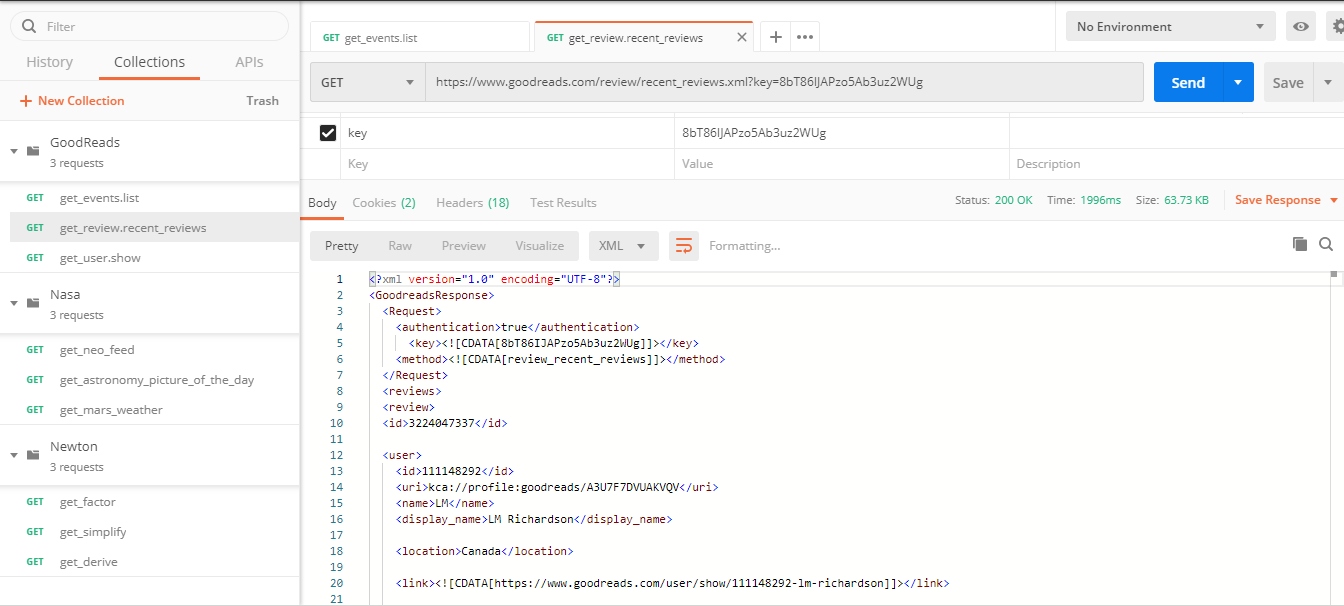 Filter
History Collections APIs
+ New Collection Trash
GoodReads
3 requests
GET get_events.list
GET get_review.recent_reviews
GET get_user.show
Nasa
3 requests
GET get_neo_feed
GET get_astronomy_picture_of_the_day
GET get_mars_weather
Newton
3 requests
GET get_factor
GET get_simplify
GET get_derive
GET get_events.list GET get_review.recent_reviews
No Environment
GET https://www.goodreads.com/review/recent_reviews.xml?key=8bT86IJAPzo5Ab3uz2WUg Send Save
key 8bT86IJAPzo5Ab3uz2WUg
Key Value Description
Body Cookies (2) Headers (18) Test Results Status: 200 OK Time: 1996ms Size: 63.73 KB Save Response
Pretty Raw Preview Visualize XML Formatting...
1 <?xml version="1.0" encoding="UTF-8"?>
2 <GoodreadsResponse>
3 <Request>
4 <authentication>true</authentication>
5 <key><![CDATA[8bT86IJAPzo5Ab3uz2WUg]]></key>
6 <method><![CDATA[review_recent_reviews]]></method>
7 </Request>
8 <reviews>
9 <review>
10 <id>3224047337</id>
11
12 <user>
13 <id>111148292</id>
14 <uri>kca://profile:goodreads/A3U7F7DVUAKVQV</uri>
15 <name>LM</name>
16 <display_name>LM Richardson</display_name>
17
18 <location>Canada</location>
19
20 <link><![CDATA[https://www.goodreads.com/user/show/111148292-lm-richardson]]></link>
21